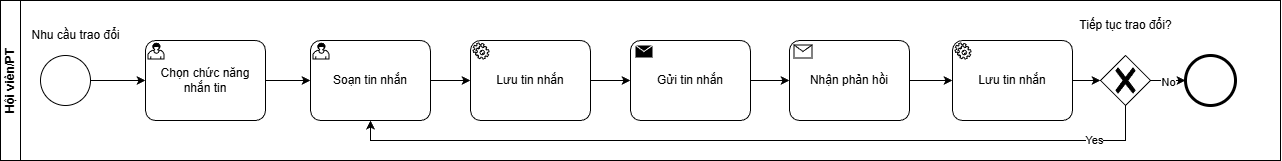 Hội viên/PT
Nhu cầu trao đổi
Chọn chức năng
nhắn tin
Soạn tin nhắn
Lưu tin nhắn
Gửi tin nhắn
Nhận phản hồi
Lưu tin nhắn
Tiếp tục trao đổi?
No
Yes